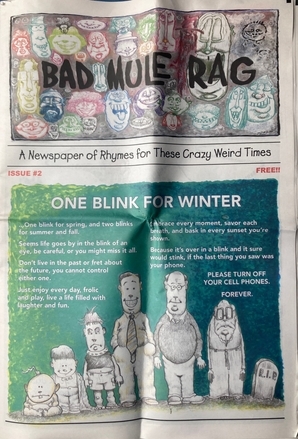 BAD MULE RAG
A Newspaper of Rhymes for These Crazy Weird Times
ISSUE #2
FREE!!
ONE BLINK FOR WINTER
...One blink for spring, and two blinks
for summer and fall.
Seems life goes by in the blink of an
eye, be careful, or you might miss it all.
Don't live in the past or fret about
the future, you cannot control
either one.
Just enjoy every day, frolic
and play, live a life filled with
laughter and fun.
Embrace every moment, savor each
breath, and bask in every sunset you're
shown.
Because it's over in a blink and it sure
would stink, if the last thing you saw was
your phone.
PLEASE TURN OFF
YOUR CELL PHONES.
FOREVER.
R.I.P.